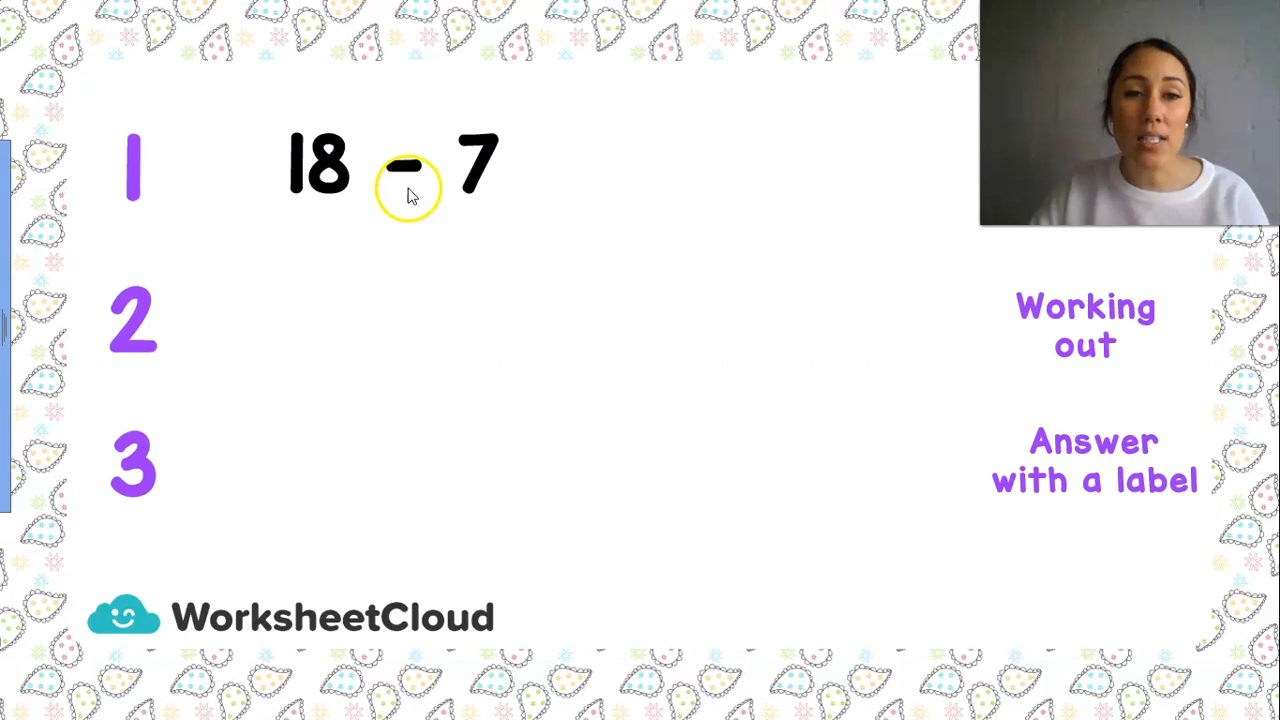 1 18 - 7
2
Working
out
3
Answer
with a label
WorksheetCloud